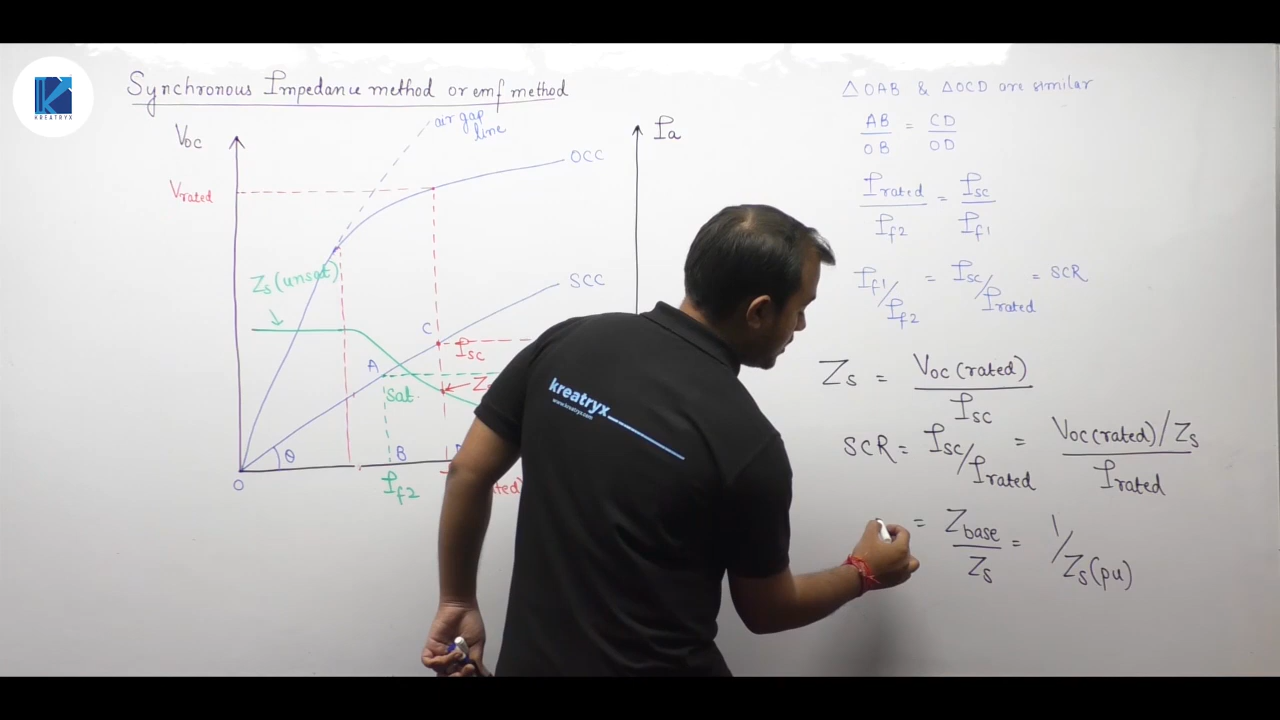 KREATRYX
Synchronous Impedance method or emf method
air gap
line
Voc
Ia
OCC
Vrated
Zs (unsat)
SCC
C
Isc
A
Sat.
θ
B
O
If2
kreatryx
www.kreatryx.com
△OAB & △OCD are similar
AB/OB = CD/OD
Irated/If2 = Isc/If1
If1/If2 = Isc/Irated = SCR
Zs = Voc(rated)/Isc
SCR = Isc/Irated = Voc(rated)/Zs/Irated
= Zbase/Zs = 1/Zs(pu)